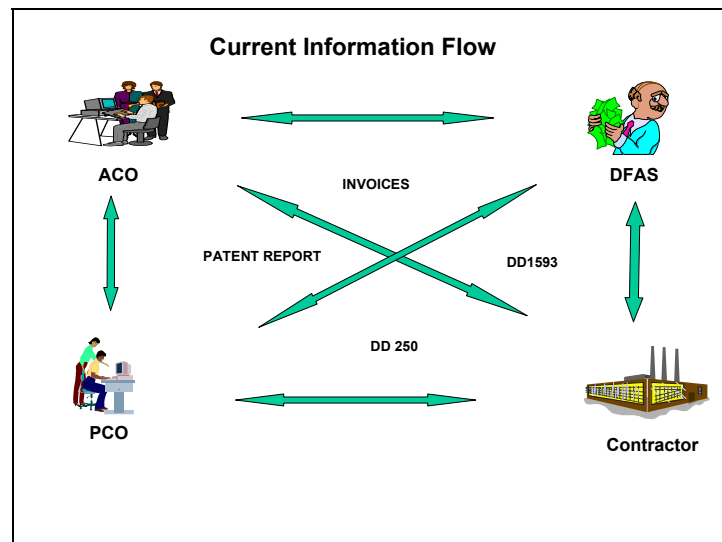 Current Information Flow
ACO
DFAS
INVOICES
PATENT REPORT
DD1593
DD 250
PCO
Contractor